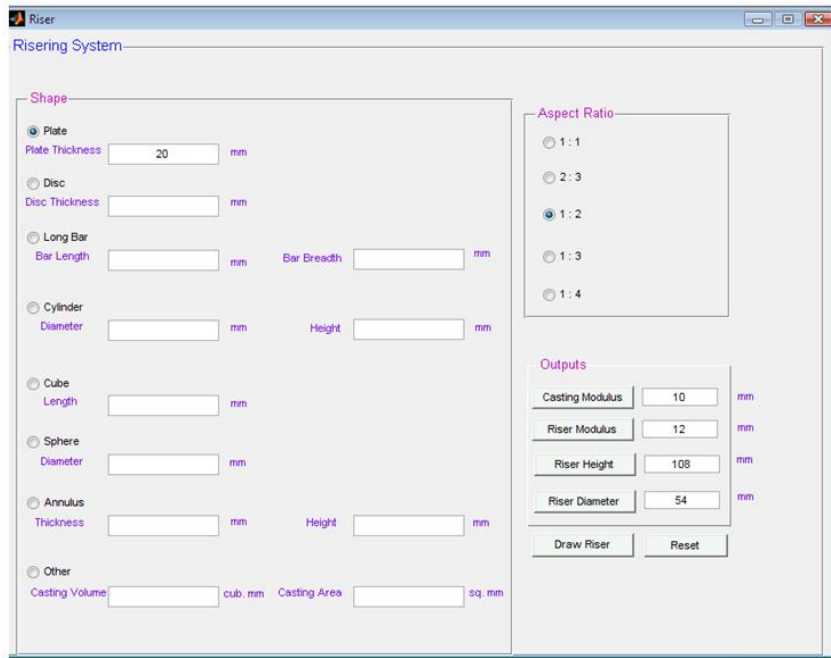 Riser
Risering System
Shape
Plate
Plate Thickness 20 mm
Disc
Disc Thickness mm
Long Bar
Bar Length mm Bar Breadth mm
Cylinder
Diameter mm Height mm
Cube
Length mm
Sphere
Diameter mm
Annulus
Thickness mm Height mm
Other
Casting Volume cub. mm Casting Area sq. mm
Aspect Ratio
1 : 1
2 : 3
1 : 2
1 : 3
1 : 4
Outputs
Casting Modulus 10 mm
Riser Modulus 12 mm
Riser Height 108 mm
Riser Diameter 54 mm
Draw Riser Reset